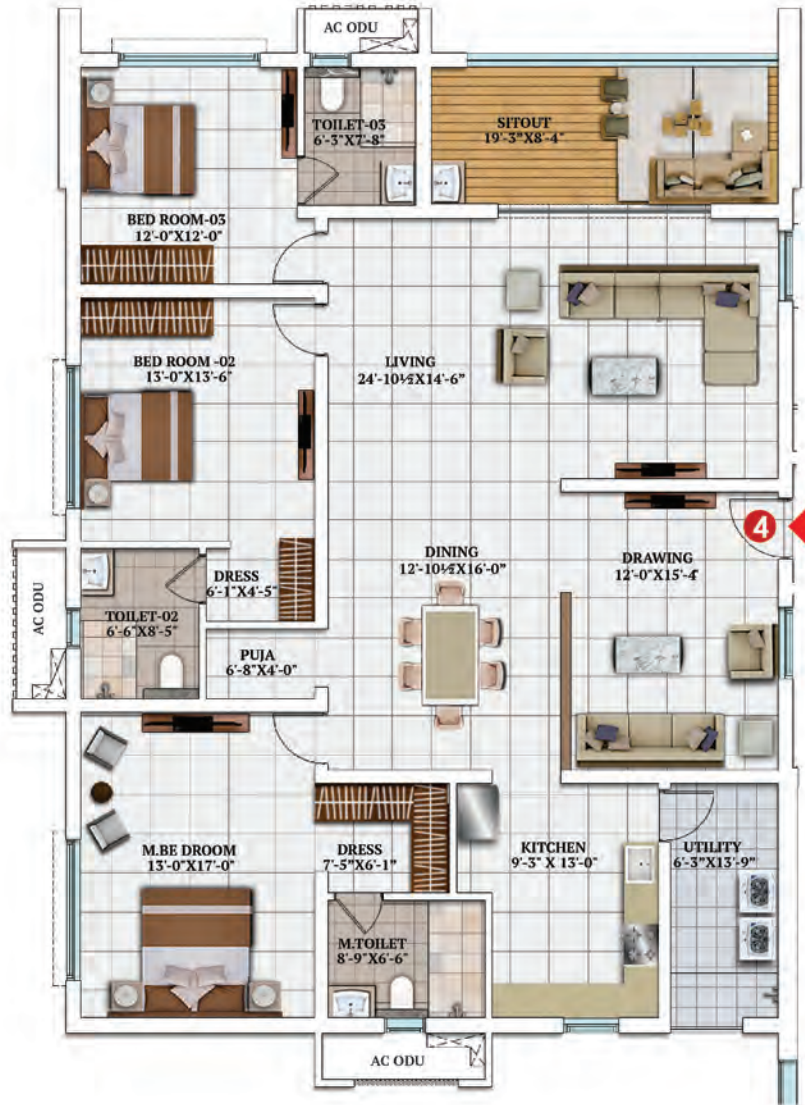 AC ODU
TOILET-03
6'-3"X7'-8"
SITOUT
19'-3"X8'-4"
BED ROOM-03
12'-0"X12'-0"
BED ROOM -02
13'-0"X13'-6"
LIVING
24'-10½"X14'-6"
4
DINING
12'-10½"X16'-0"
DRAWING
12'-0"X15'-4'
AC ODU
DRESS
6'-1"X4'-5"
TOILET-02
6'-6"X8'-5"
PUJA
6'-8"X4'-0"
M.BE DROOM
13'-0"X17'-0"
DRESS
7'-5"X6'-1"
KITCHEN
9'-3" X 13'-0"
UTILITY
6'-3"X13'-9"
M.TOILET
8'-9"X6'-6"
AC ODU